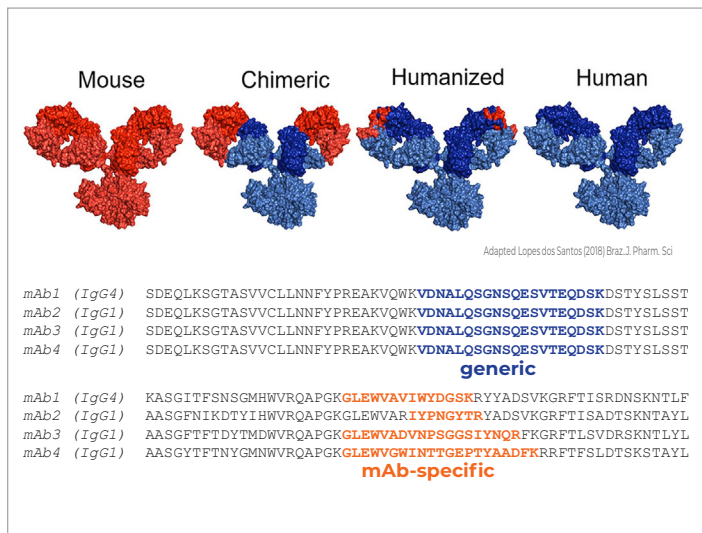 Mouse Chimeric Humanized Human
Adapted Lopes dos Santos (2018) Braz. J. Pharm. Sci
mAb1 (IgG4) SDEQLKSGTASVVCLLNNFYPREAKVQWKVDNALQSGNSQESVTEQDSKDSTYSLSST
mAb2 (IgG1) SDEQLKSGTASVVCLLNNFYPREAKVQWKVDNALQSGNSQESVTEQDSKDSTYSLSST
mAb3 (IgG1) SDEQLKSGTASVVCLLNNFYPREAKVQWKVDNALQSGNSQESVTEQDSKDSTYSLSST
mAb4 (IgG1) SDEQLKSGTASVVCLLNNFYPREAKVQWKVDNALQSGNSQESVTEQDSKDSTYSLSST
generic
mAb1 (IgG4) KASGITFSNSGMHWVRQAPGKGLEWVAVIWYDGSKRYYADSVKGRFTISRDNSKNTLF
mAb2 (IgG1) AASGFNIKDTYIHWVRQAPGKGLEWVARIYPNGYTRYADSVKGRFTISADTSKNTAYL
mAb3 (IgG1) AASGFTFTDYTMDWVRQAPGKGLEWVADVNPSGGSIYNQRFKGRFTLSVDRSKNTLYL
mAb4 (IgG1) AASGYTFTNYGMNWVRQAPGKGLEWVGWINTTGEPTYAADFKRRFTFSLDTSKSTAYL
mAb-specific